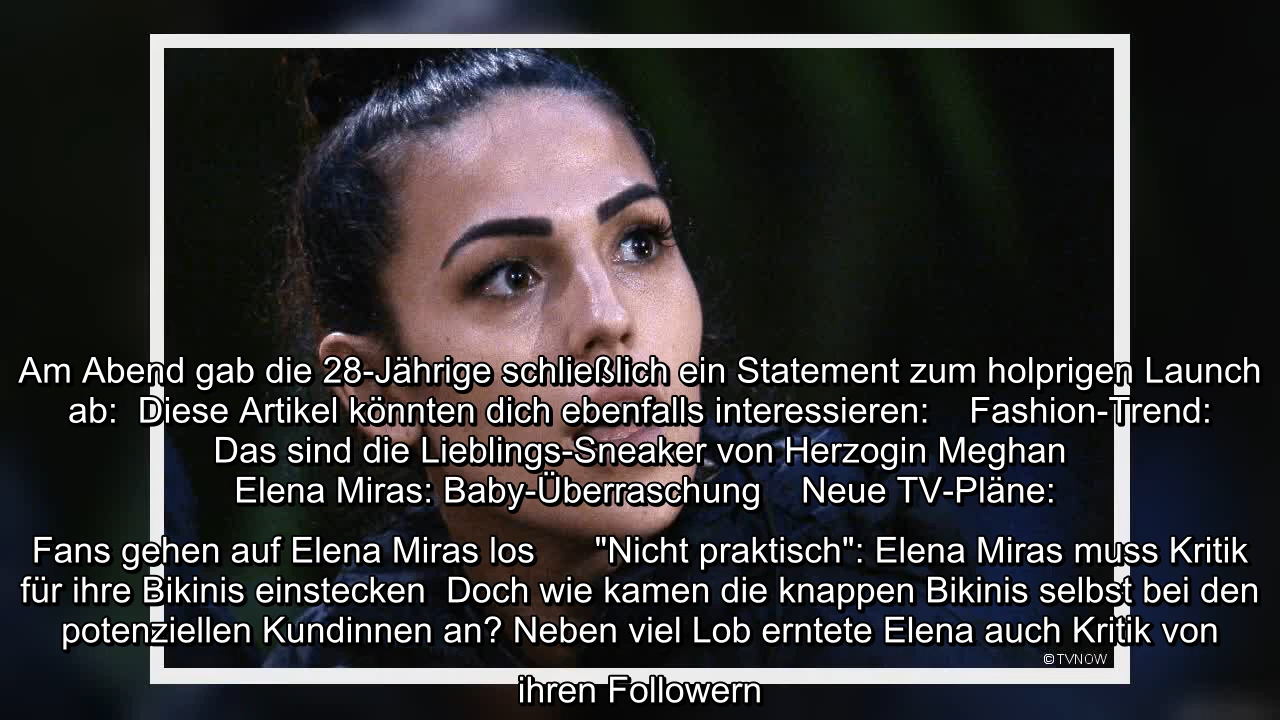 Am Abend gab die 28-Jährige schließlich ein Statement zum holprigen Launch
ab:  Diese Artikel könnten dich ebenfalls interessieren:    Fashion-Trend:
Das sind die Lieblings-Sneaker von Herzogin Meghan
Elena Miras: Baby-Überraschung    Neue TV-Pläne:
Fans gehen auf Elena Miras los      "Nicht praktisch": Elena Miras muss Kritik
für ihre Bikinis einstecken  Doch wie kamen die knappen Bikinis selbst bei den
potenziellen Kundinnen an? Neben viel Lob erntete Elena auch Kritik von
©TVNOW
ihren Followern